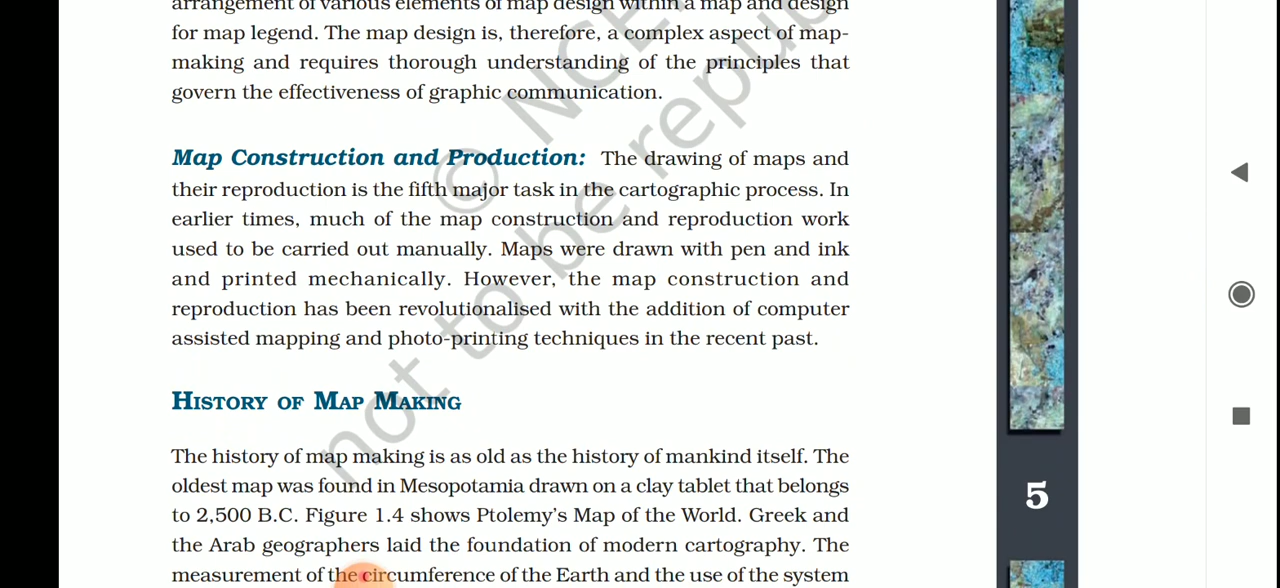 arrangement of various elements of map design within a map and design
for map legend. The map design is, therefore, a complex aspect of map-
making and requires thorough understanding of the principles that
govern the effectiveness of graphic communication.
Map Construction and Production: The drawing of maps and
their reproduction is the fifth major task in the cartographic process. In
earlier times, much of the map construction and reproduction work
used to be carried out manually. Maps were drawn with pen and ink
and printed mechanically. However, the map construction and
reproduction has been revolutionalised with the addition of computer
assisted mapping and photo-printing techniques in the recent past.
HISTORY OF MAP MAKING
The history of map making is as old as the history of mankind itself. The
oldest map was found in Mesopotamia drawn on a clay tablet that belongs
to 2,500 B.C. Figure 1.4 shows Ptolemy's Map of the World. Greek and
the Arab geographers laid the foundation of modern cartography. The
measurement of the circumference of the Earth and the use of the system
5
© NCE
not to be repub